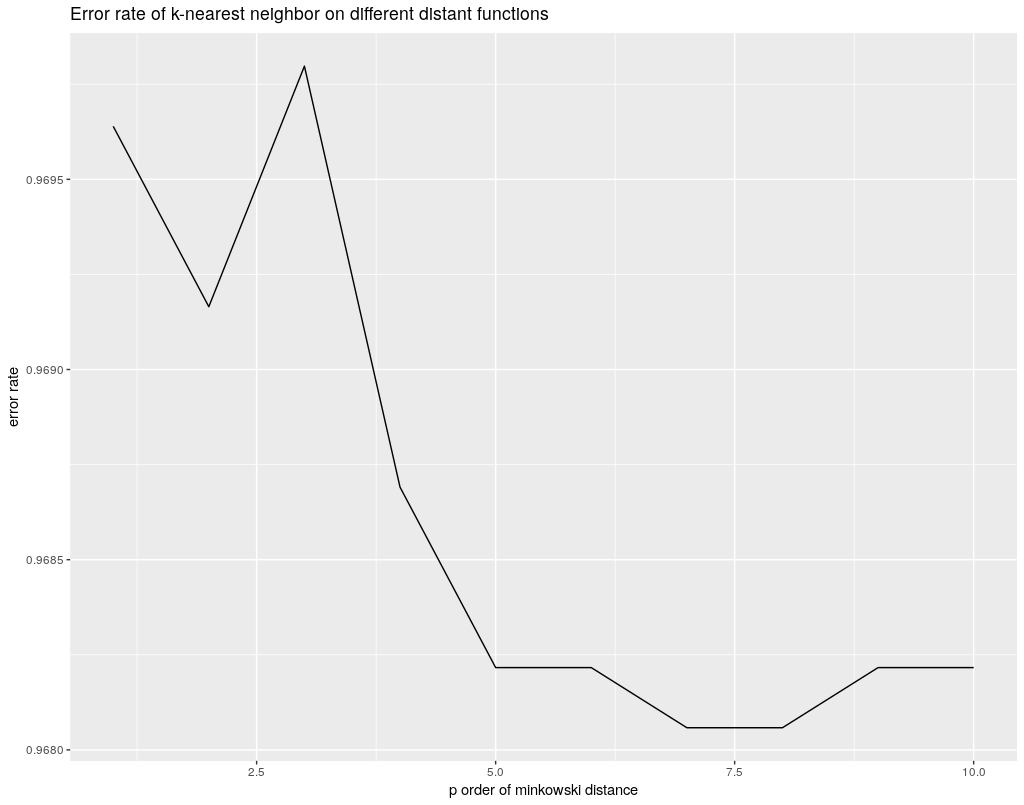 Error rate of k-nearest neighbor on different distant functions
error rate
0.9695
0.9690
0.9685
0.9680
2.5
5.0
7.5
10.0
p order of minkowski distance